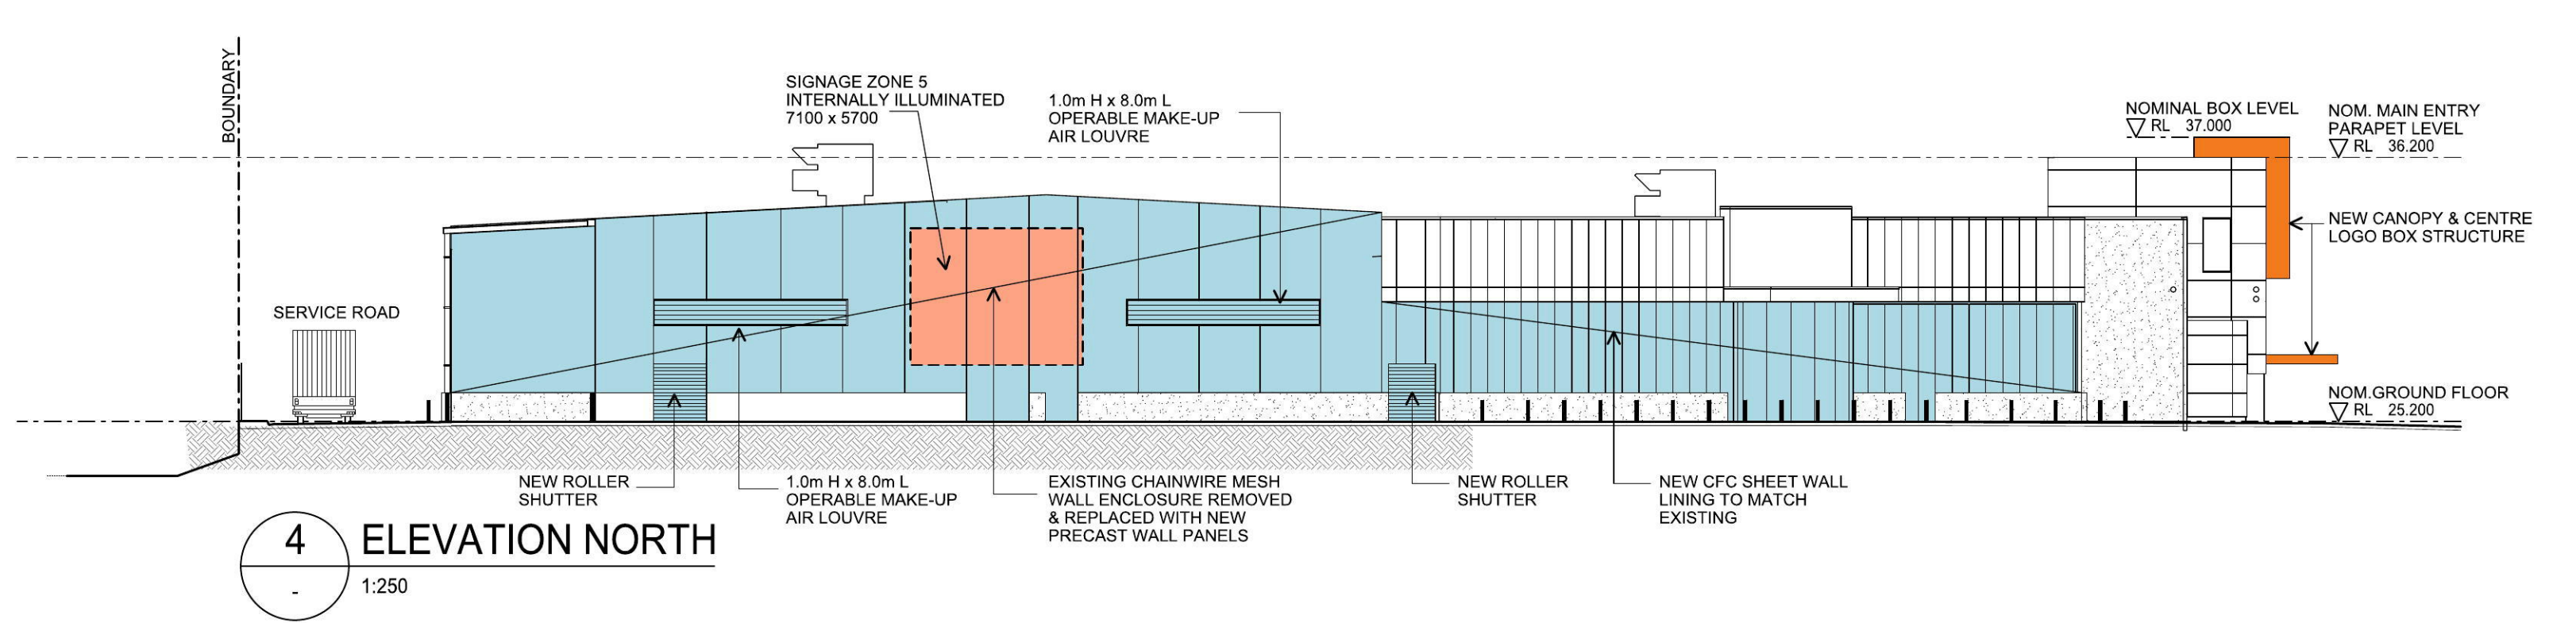 BOUNDARY
SIGNAGE ZONE 5
INTERNALLY ILLUMINATED
7100 x 5700
1.0m H x 8.0m L
OPERABLE MAKE-UP
AIR LOUVRE
NOMINAL BOX LEVEL
RL 37.000
NOM. MAIN ENTRY
PARAPET LEVEL
RL 36.200
NEW CANOPY & CENTRE
LOGO BOX STRUCTURE
SERVICE ROAD
NOM.GROUND FLOOR
RL 25.200
NEW ROLLER
SHUTTER
1.0m H x 8.0m L
OPERABLE MAKE-UP
AIR LOUVRE
EXISTING CHAINWIRE MESH
WALL ENCLOSURE REMOVED
& REPLACED WITH NEW
PRECAST WALL PANELS
NEW ROLLER
SHUTTER
NEW CFC SHEET WALL
LINING TO MATCH
EXISTING
4
-
ELEVATION NORTH
1:250